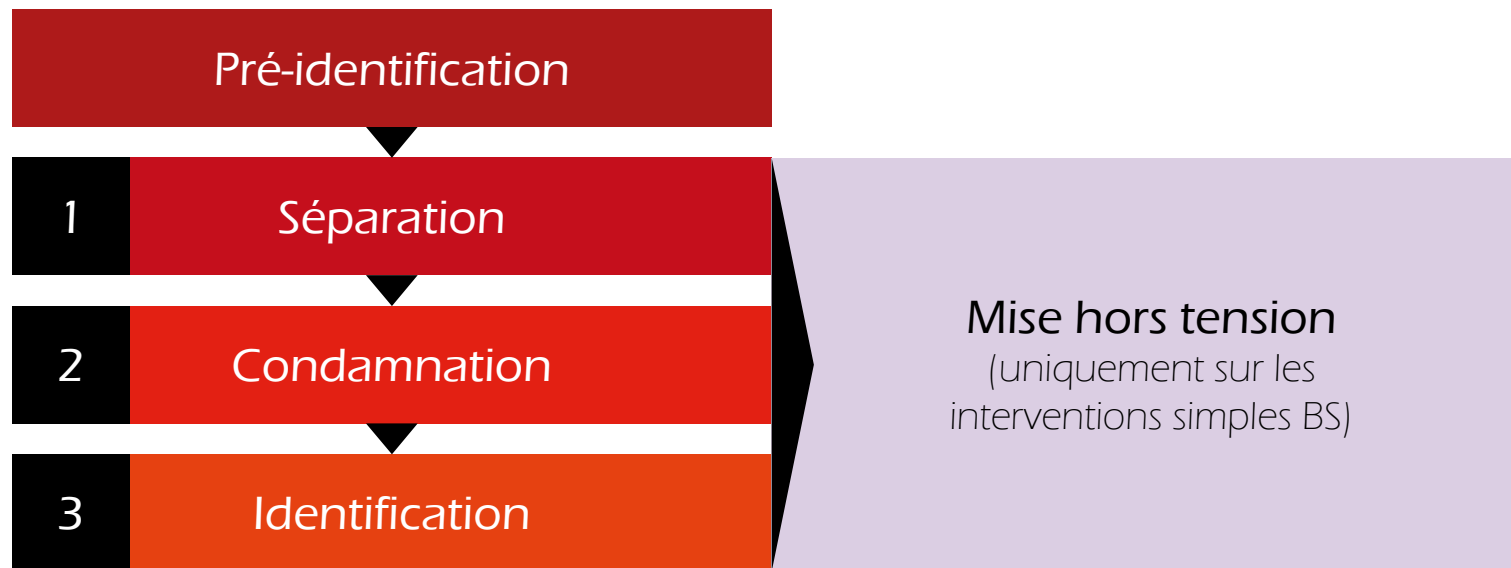 Pré-identification
1 Séparation
2 Condamnation
3 Identification
Mise hors tension
(uniquement sur les
interventions simples BS)